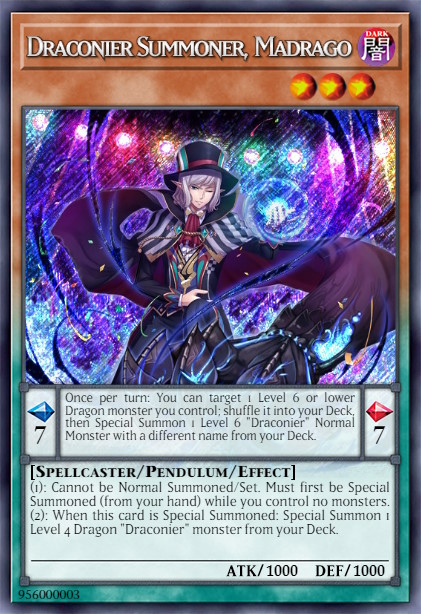 Draconier Summoner, Madrago
DARK
闇
Once per turn: You can target 1 Level 6 or lower
Dragon monster you control; shuffle it into your Deck,
then Special Summon 1 Level 6 "Draconier" Normal
Monster with a different name from your Deck.
7
7
[Spellcaster/Pendulum/Effect]
(1): Cannot be Normal Summoned/Set. Must first be Special
Summoned (from your hand) while you control no monsters.
(2): When this card is Special Summoned: Special Summon 1
Level 4 Dragon "Draconier" monster from your Deck.
ATK/1000 DEF/1000
956000003